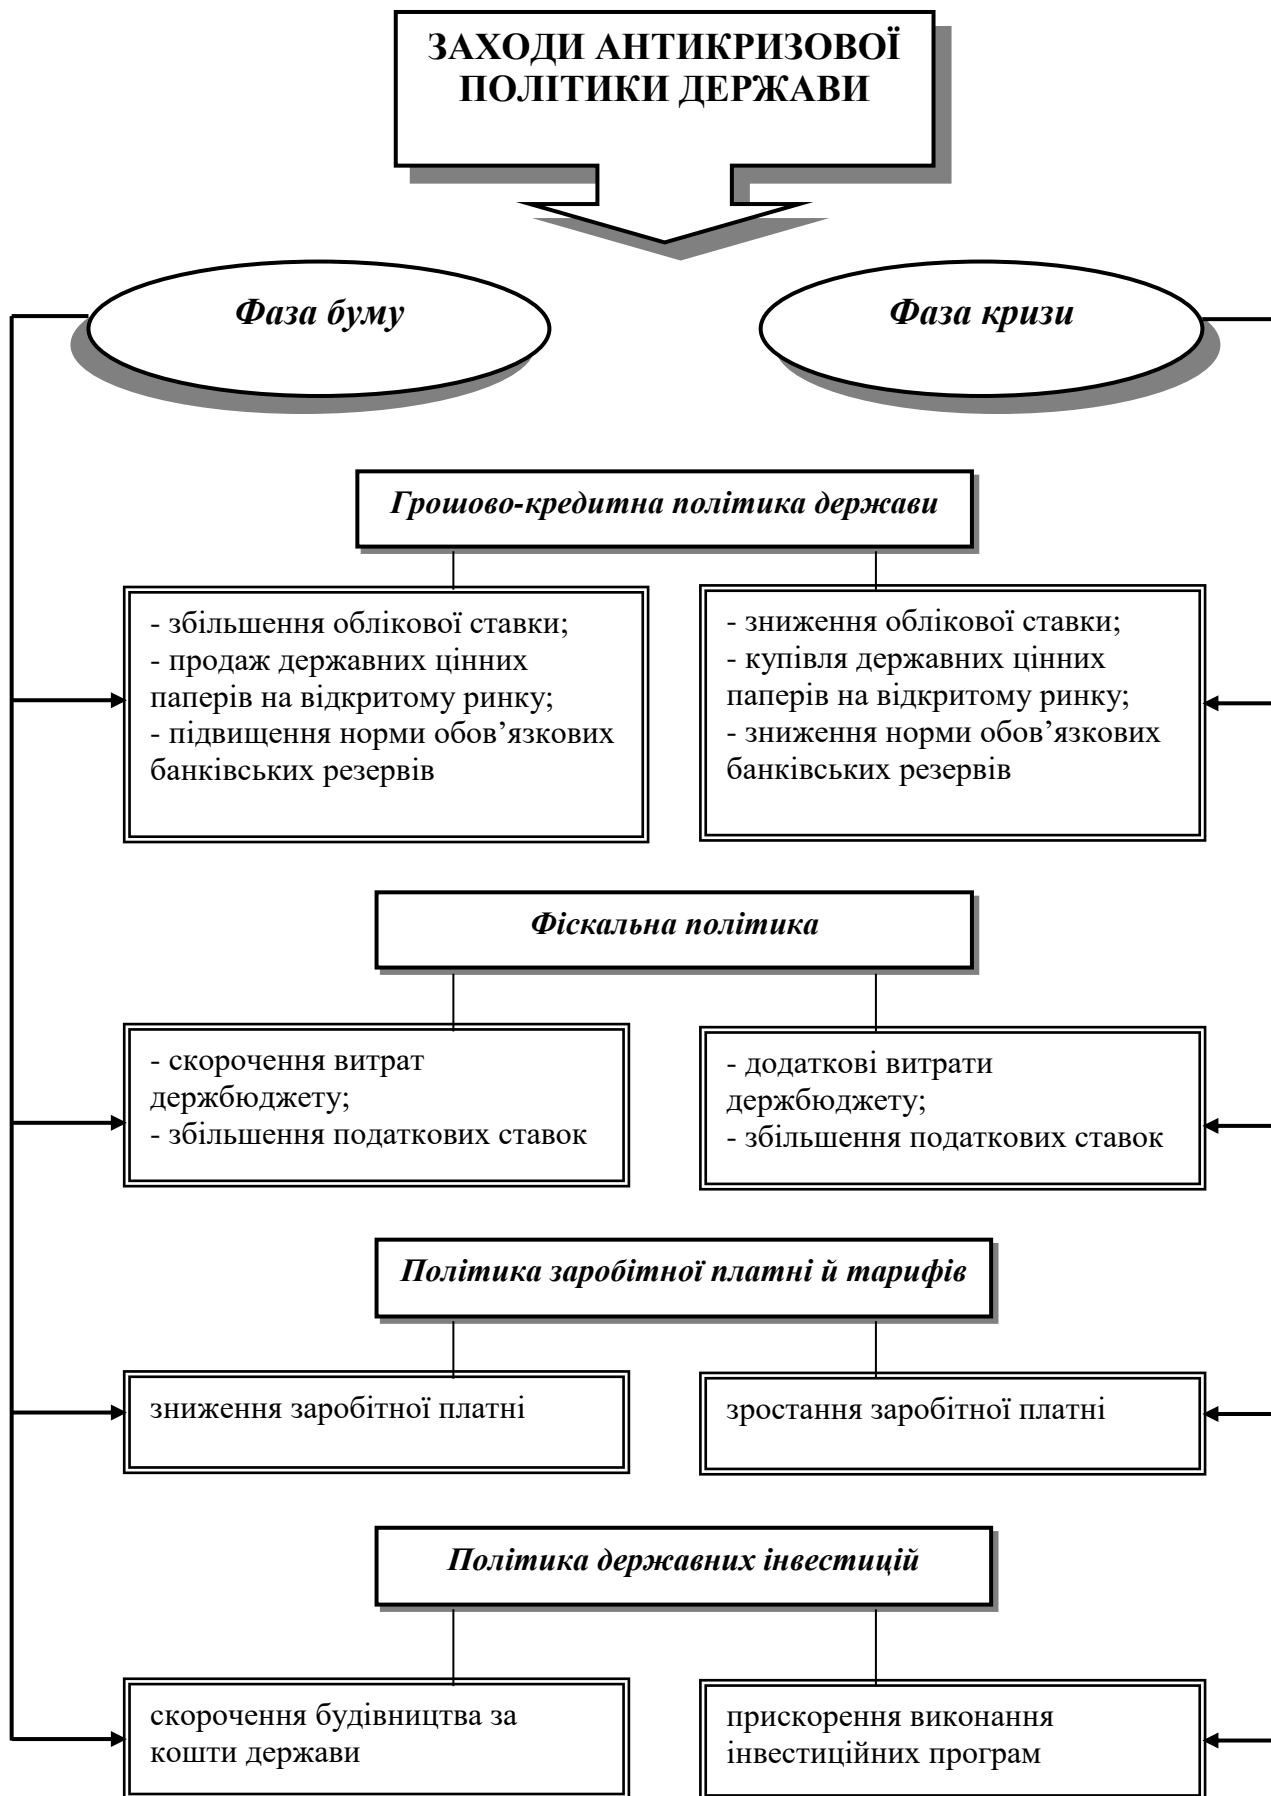 ЗАХОДИ АНТИКРИЗОВОЇ
ПОЛІТИКИ ДЕРЖАВИ
Фаза буму
Фаза кризи
Грошово-кредитна політика держави
- збільшення облікової ставки;
- продаж державних цінних
паперів на відкритому ринку;
- підвищення норми обов’язкових
банківських резервів
- зниження облікової ставки;
- купівля державних цінних
паперів на відкритому ринку;
- зниження норми обов’язкових
банківських резервів
Фіскальна політика
- скорочення витрат
держбюджету;
- збільшення податкових ставок
- додаткові витрати
держбюджету;
- збільшення податкових ставок
Політика заробітної платні й тарифів
зниження заробітної платні
зростання заробітної платні
Політика державних інвестицій
скорочення будівництва за
кошти держави
прискорення виконання
інвестиційних програм